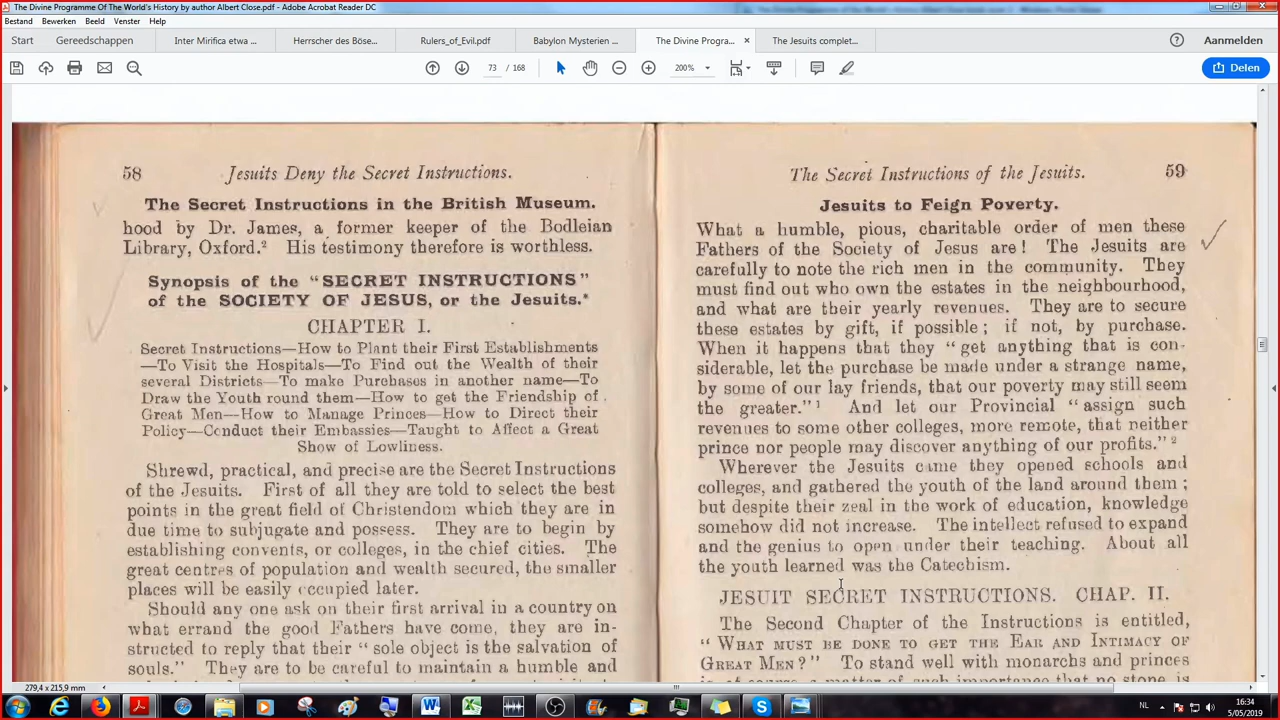 The Divine Programme Of The World's History by author Albert Close.pdf - Adobe Acrobat Reader DC
Bestand Bewerken Beeld Venster Help
Start Gereedschappen Inter Mirifica etwa ... Herrscher des Böse... Rulers_of_Evil.pdf Babylon Mysterien ... The Divine Progra... × The Jesuits complet... Aanmelden
73 / 168 200% Delen
58 Jesuits Deny the Secret Instructions.
The Secret Instructions in the British Museum.
hood by Dr. James, a former keeper of the Bodleian
Library, Oxford.² His testimony therefore is worthless.
Synopsis of the "SECRET INSTRUCTIONS"
of the SOCIETY OF JESUS, or the Jesuits.*
CHAPTER I.
Secret Instructions—How to Plant their First Establishments
—To Visit the Hospitals—To Find out the Wealth of their
several Districts—To make Purchases in another name—To
Draw the Youth round them—How to get the Friendship of
Great Men—How to Manage Princes—How to Direct their
Policy—Conduct their Embassies—Taught to Affect a Great
Show of Lowliness.
Shrewd, practical, and precise are the Secret Instructions
of the Jesuits. First of all they are told to select the best
points in the great field of Christendom which they are in
due time to subjugate and possess. They are to begin by
establishing convents, or colleges, in the chief cities. The
great centres of population and wealth secured, the smaller
places will be easily occupied later.
Should any one ask on their first arrival in a country on
what errand the good Fathers have come, they are in-
structed to reply that their "sole object is the salvation of
souls." They are to be careful to maintain a humble and
The Secret Instructions of the Jesuits. 59
Jesuits to Feign Poverty.
What a humble, pious, charitable order of men these
Fathers of the Society of Jesus are! The Jesuits are
carefully to note the rich men in the community. They
must find out who own the estates in the neighbourhood,
and what are their yearly revenues. They are to secure
these estates by gift, if possible; if not, by purchase.
When it happens that they "get anything that is con-
siderable, let the purchase be made under a strange name,
by some of our lay friends, that our poverty may still seem
the greater."¹ And let our Provincial "assign such
revenues to some other colleges, more remote, that neither
prince nor people may discover anything of our profits."²
Wherever the Jesuits came they opened schools and
colleges, and gathered the youth of the land around them;
but despite their zeal in the work of education, knowledge
somehow did not increase. The intellect refused to expand
and the genius to open under their teaching. About all
the youth learned was the Catechism.
JESUIT SECRET INSTRUCTIONS. CHAP. II.
The Second Chapter of the Instructions is entitled,
"WHAT MUST BE DONE TO GET THE EAR AND INTIMACY OF
GREAT MEN?" To stand well with monarchs and princes
279,4 x 215,9 mm
NL 16:34
5/05/2019